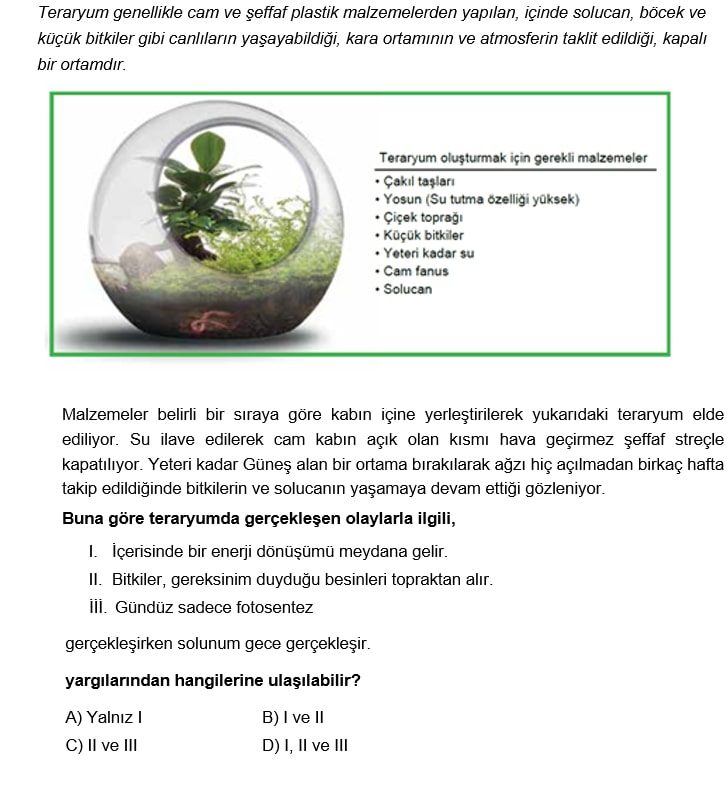 Teraryum genellikle cam ve şeffaf plastik malzemelerden yapılan, içinde solucan, böcek ve
küçük bitkiler gibi canlıların yaşayabildiği, kara ortamının ve atmosferin taklit edildiği, kapalı
bir ortamdır.
Teraryum oluşturmak için gerekli malzemeler
• Çakıl taşları
• Yosun (Su tutma özelliği yüksek)
• Çiçek toprağı
• Küçük bitkiler
• Yeteri kadar su
• Cam fanus
• Solucan
Malzemeler belirli bir sıraya göre kabın içine yerleştirilerek yukarıdaki teraryum elde
ediliyor. Su ilave edilerek cam kabın açık olan kısmı hava geçirmez şeffaf streçle
kapatılıyor. Yeteri kadar Güneş alan bir ortama bırakılarak ağzı hiç açılmadan birkaç hafta
takip edildiğinde bitkilerin ve solucanın yaşamaya devam ettiği gözleniyor.
Buna göre teraryumda gerçekleşen olaylarla ilgili,
I. İçerisinde bir enerji dönüşümü meydana gelir.
II. Bitkiler, gereksinim duyduğu besinleri topraktan alır.
İİİ. Gündüz sadece fotosentez
gerçekleşirken solunum gece gerçekleşir.
yargılarından hangilerine ulaşılabilir?
A) Yalnız I B) I ve II
C) II ve III D) I, II ve III